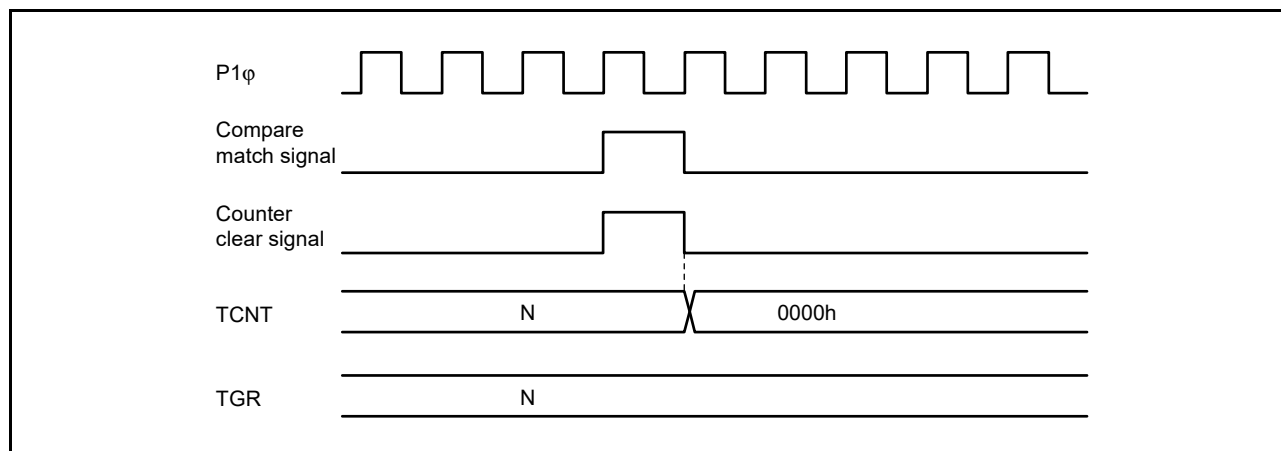 P1φ
Compare
match signal
Counter
clear signal
TCNT
N
0000h
TGR
N